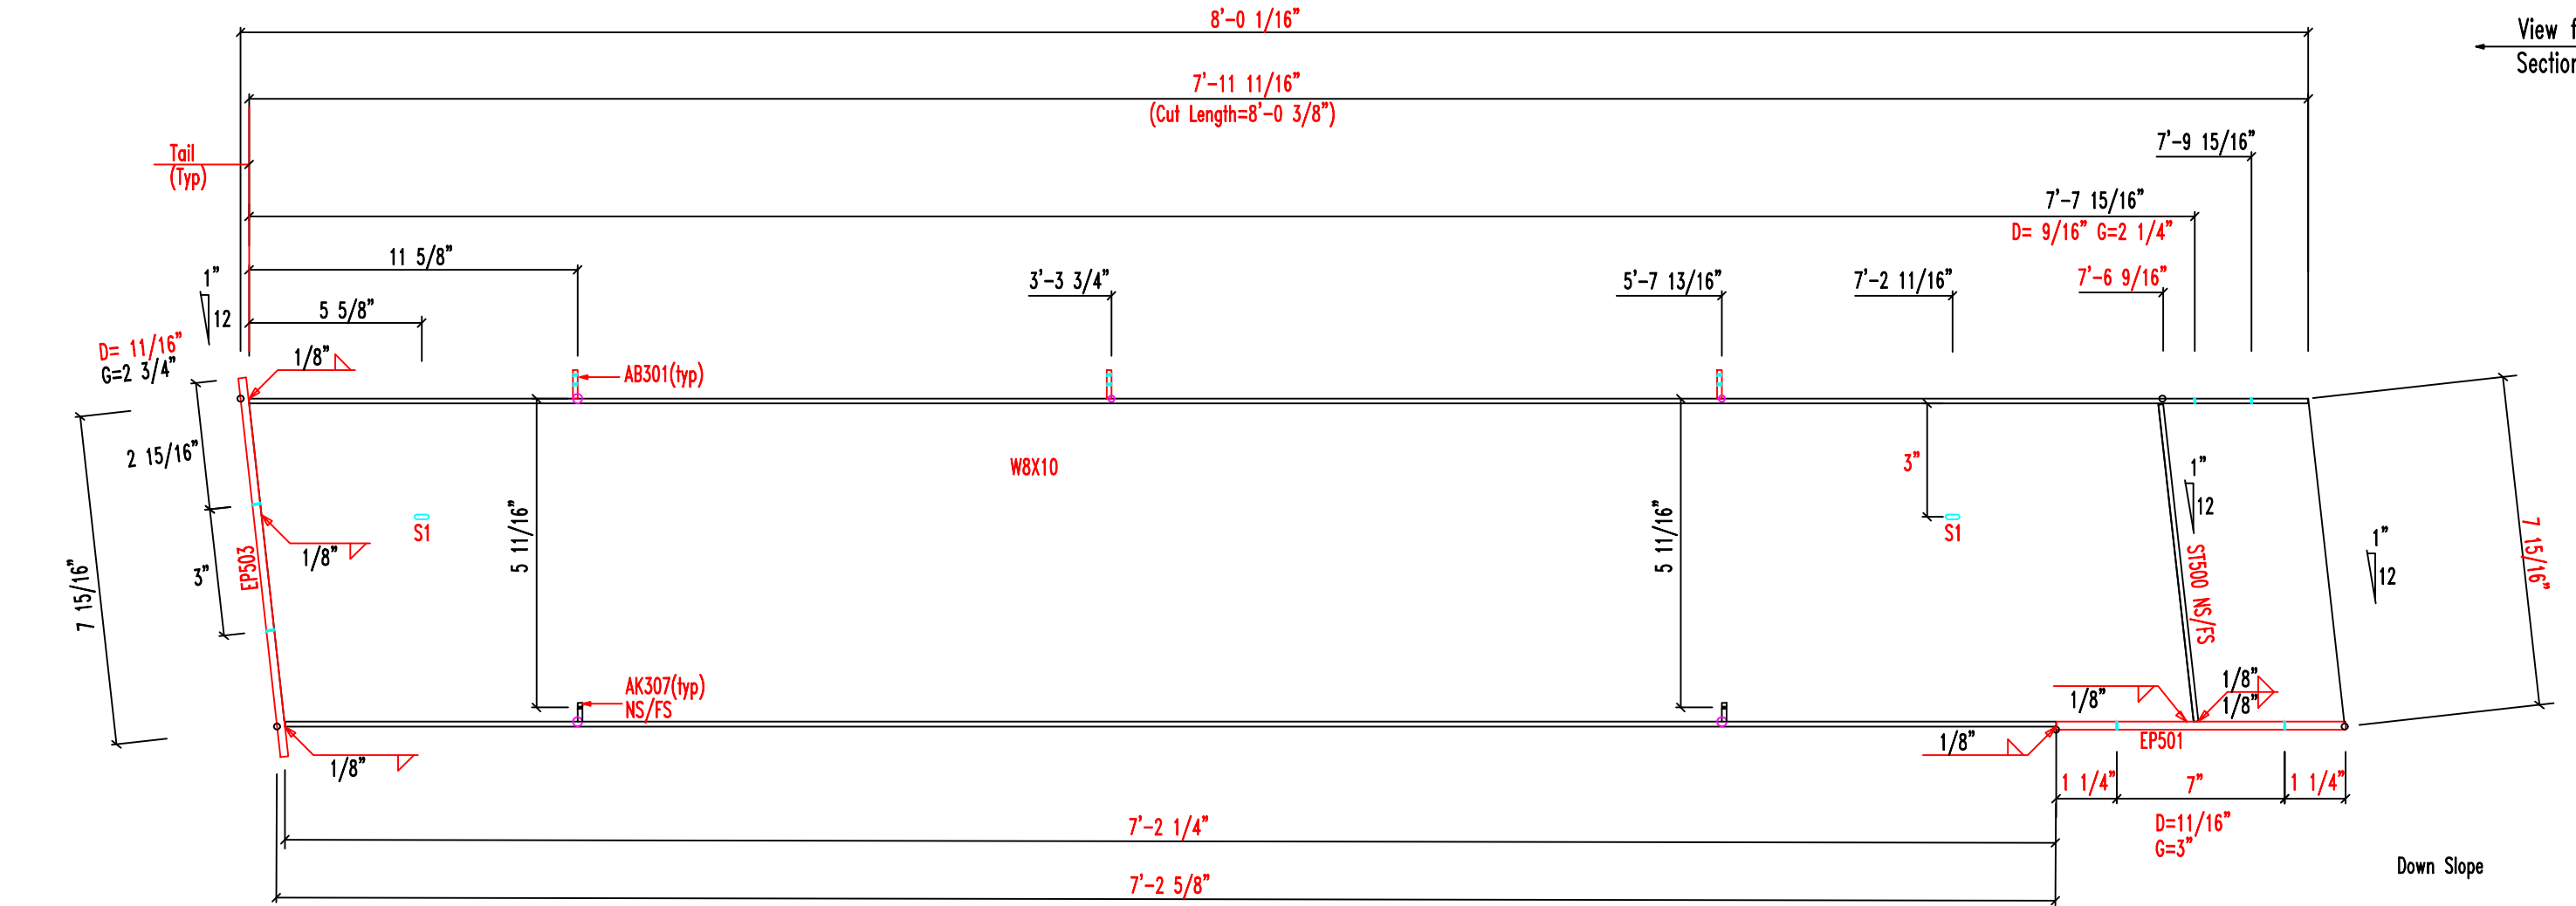 8'-0 1/16"
View f
Section
7'-11 11/16"
(Cut Length=8'-0 3/8")
7'-9 15/16"
Tail
(Typ)
7'-7 15/16"
D= 9/16" G=2 1/4"
11 5/8"
3'-3 3/4"
5'-7 13/16"
7'-2 11/16"
7'-6 9/16"
1"
12
5 5/8"
D= 11/16"
G=2 3/4"
1/8"
AB301(typ)
2 15/16"
W8X10
3"
1"
12
S1
S1
5 11/16"
5 11/16"
1/8"
EP503
3"
7 15/16"
ST500 NS/FS
1"
12
7 15/16"
AK307(typ)
NS/FS
1/8"
1/8"
1/8"
1/8"
1/8"
EP501
1 1/4"
7"
1 1/4"
7'-2 1/4"
D=11/16"
G=3"
7'-2 5/8"
Down Slope